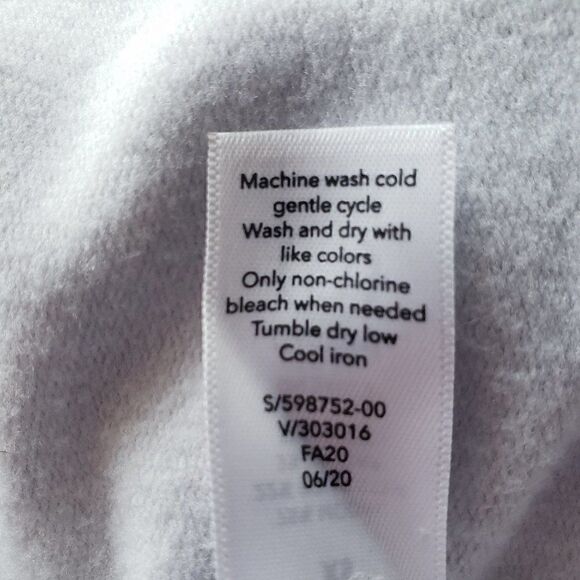 Machine wash cold
gentle cycle
Wash and dry with
like colors
Only non-chlorine
bleach when needed
Tumble dry low
Cool iron
S/598752-00
V/303016
FA20
06/20